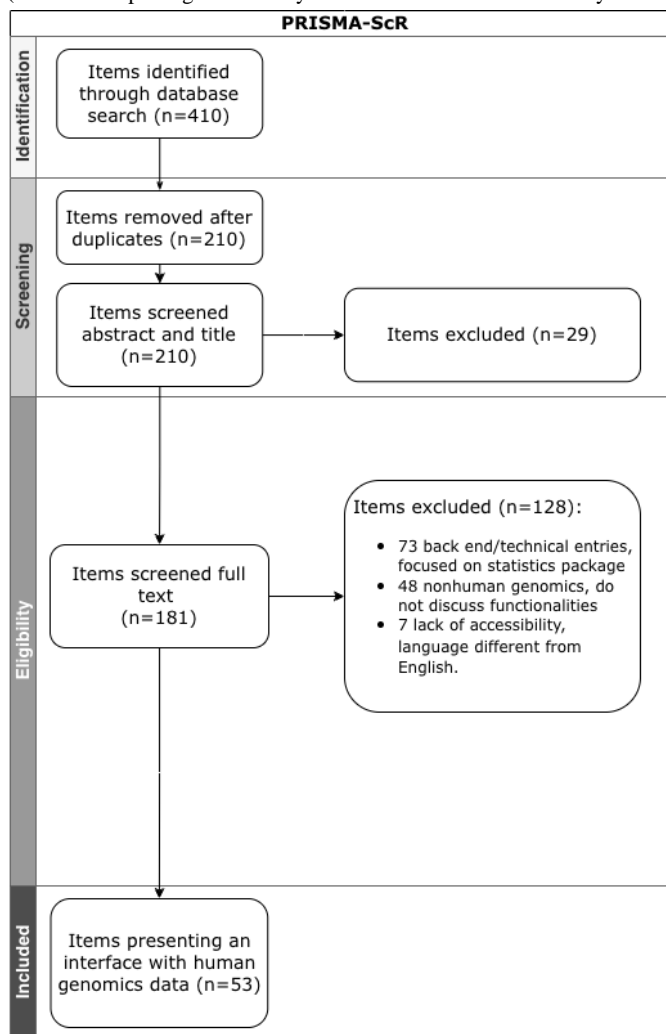 PRISMA-ScR
Identification
Items identified
through database
search (n=410)
Screening
Items removed after
duplicates (n=210)
Items screened
abstract and title
(n=210)
Items excluded (n=29)
Eligibility
Items screened full
text
(n=181)
Items excluded (n=128):
• 73 back end/technical entries,
focused on statistics package
• 48 nonhuman genomics, do
not discuss functionalities
• 7 lack of accessibility,
language different from
English.
Included
Items presenting an
interface with human
genomics data (n=53)